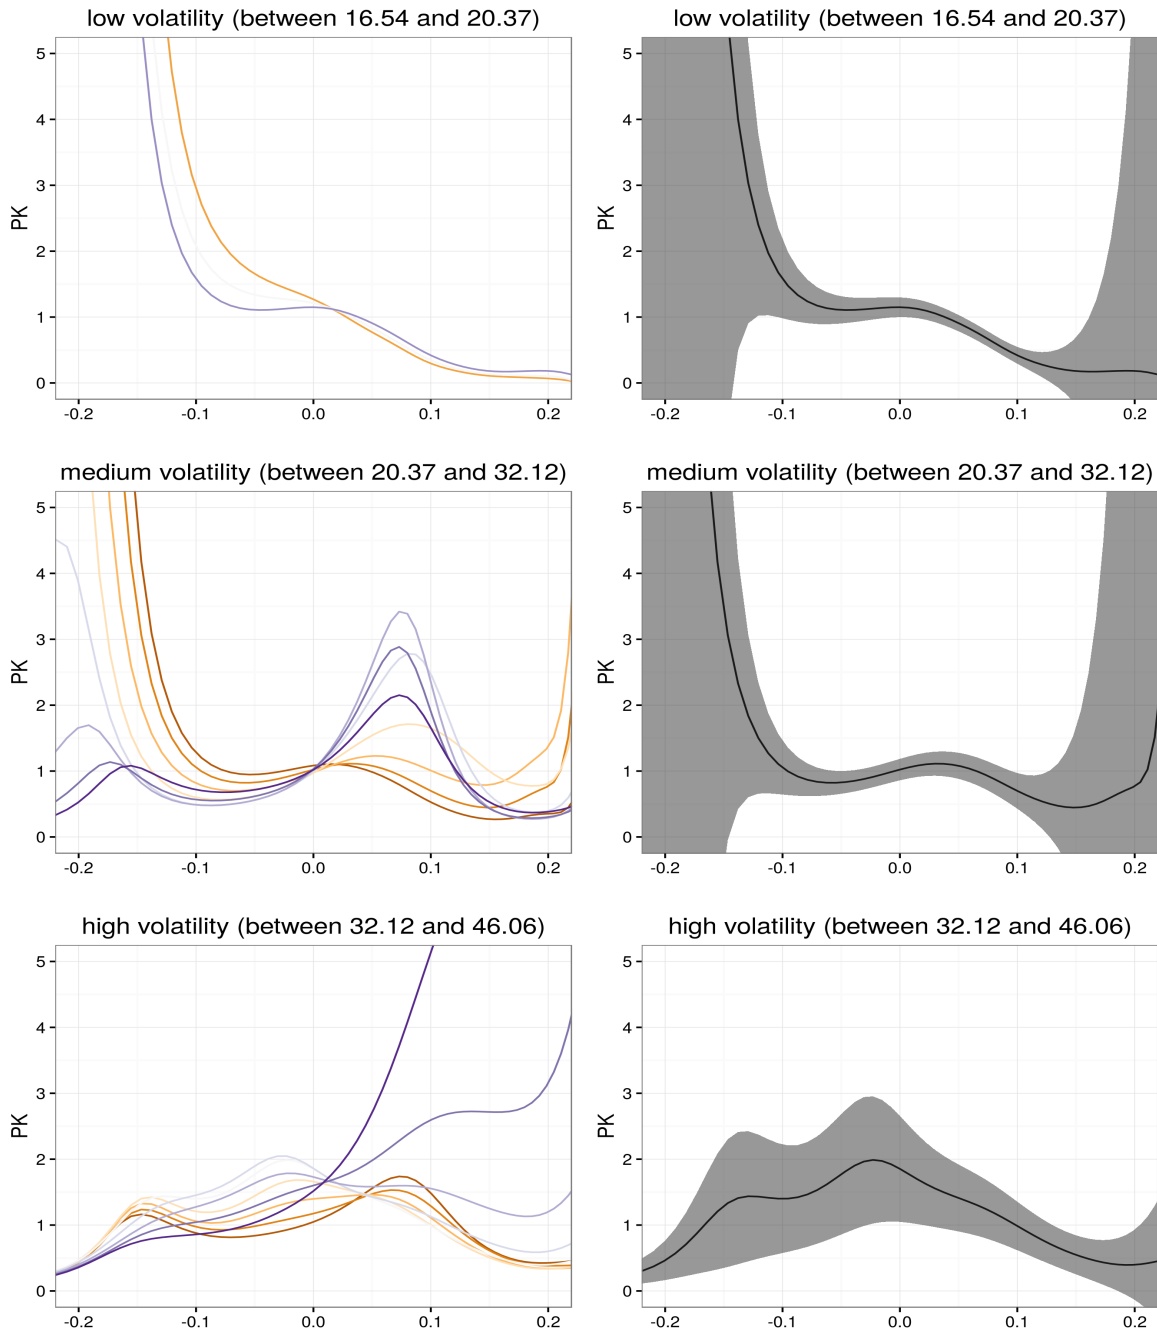 low volatility (between 16.54 and 20.37)
5
4
3
2
1
0
PK
-0.2 -0.1 0.0 0.1 0.2
low volatility (between 16.54 and 20.37)
5
4
3
2
1
0
PK
-0.2 -0.1 0.0 0.1 0.2
medium volatility (between 20.37 and 32.12)
5
4
3
2
1
0
PK
-0.2 -0.1 0.0 0.1 0.2
medium volatility (between 20.37 and 32.12)
5
4
3
2
1
0
PK
-0.2 -0.1 0.0 0.1 0.2
high volatility (between 32.12 and 46.06)
5
4
3
2
1
0
PK
-0.2 -0.1 0.0 0.1 0.2
high volatility (between 32.12 and 46.06)
5
4
3
2
1
0
PK
-0.2 -0.1 0.0 0.1 0.2